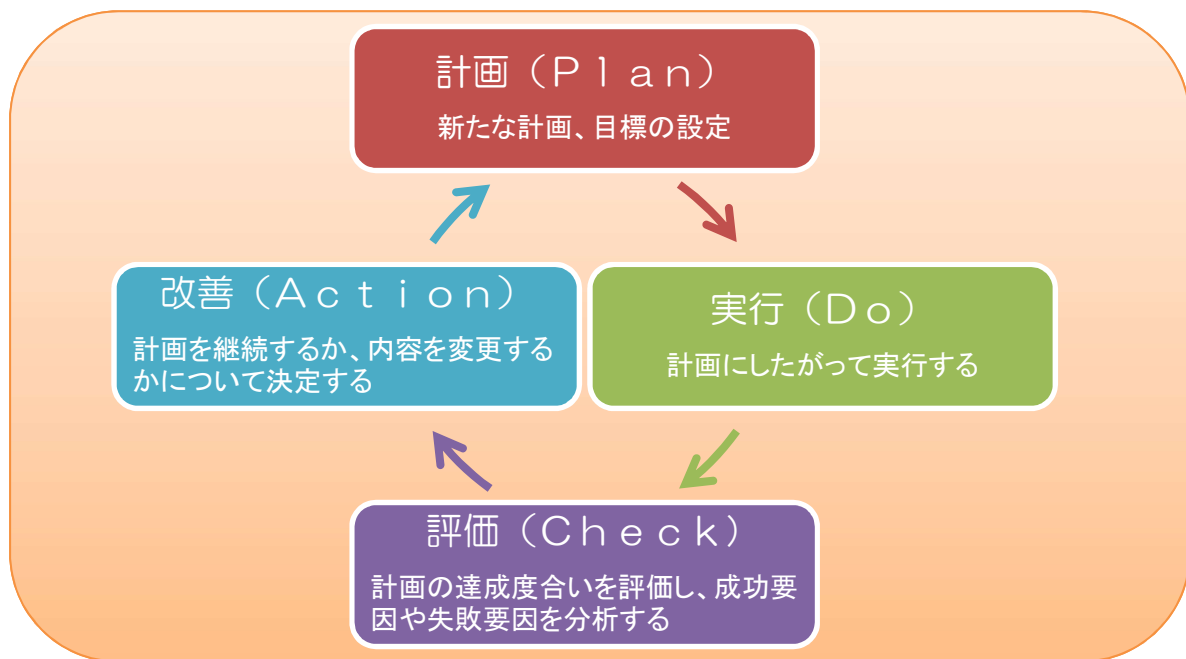 計画（Ｐｌａｎ）
新たな計画、目標の設定
改善（Ａｃｔｉｏｎ）
計画を継続するか、内容を変更する
かについて決定する
実行（Ｄｏ）
計画にしたがって実行する
評価（Ｃｈｅｃｋ）
計画の達成度合いを評価し、成功要
因や失敗要因を分析する